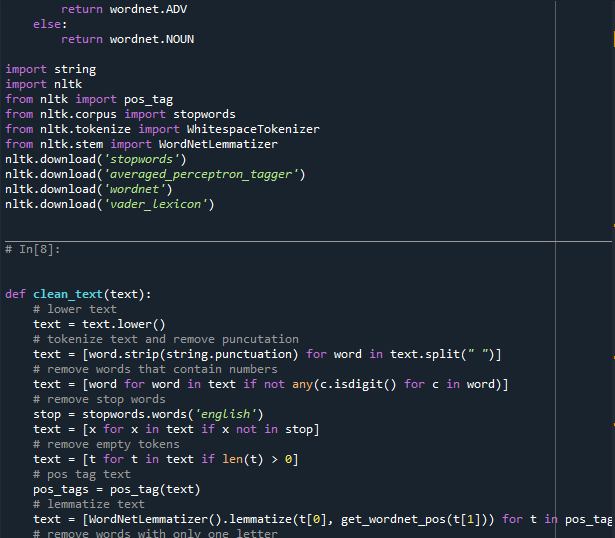 return wordnet.ADV
else:
return wordnet.NOUN
import string
import nltk
from nltk import pos_tag
from nltk.corpus import stopwords
from nltk.tokenize import WhitespaceTokenizer
from nltk.stem import WordNetLemmatizer
nltk.download('stopwords')
nltk.download('averaged_perceptron_tagger')
nltk.download('wordnet')
nltk.download('vader_lexicon')
# In[8]:
def clean_text(text):
# lower text
text = text.lower()
# tokenize text and remove puncutation
text = [word.strip(string.punctuation) for word in text.split(" ")]
# remove words that contain numbers
text = [word for word in text if not any(c.isdigit() for c in word)]
# remove stop words
stop = stopwords.words('english')
text = [x for x in text if x not in stop]
# remove empty tokens
text = [t for t in text if len(t) > 0]
# pos tag text
pos_tags = pos_tag(text)
# lemmatize text
text = [WordNetLemmatizer().lemmatize(t[0], get_wordnet_pos(t[1])) for t in pos_tag
# remove words with only one letter